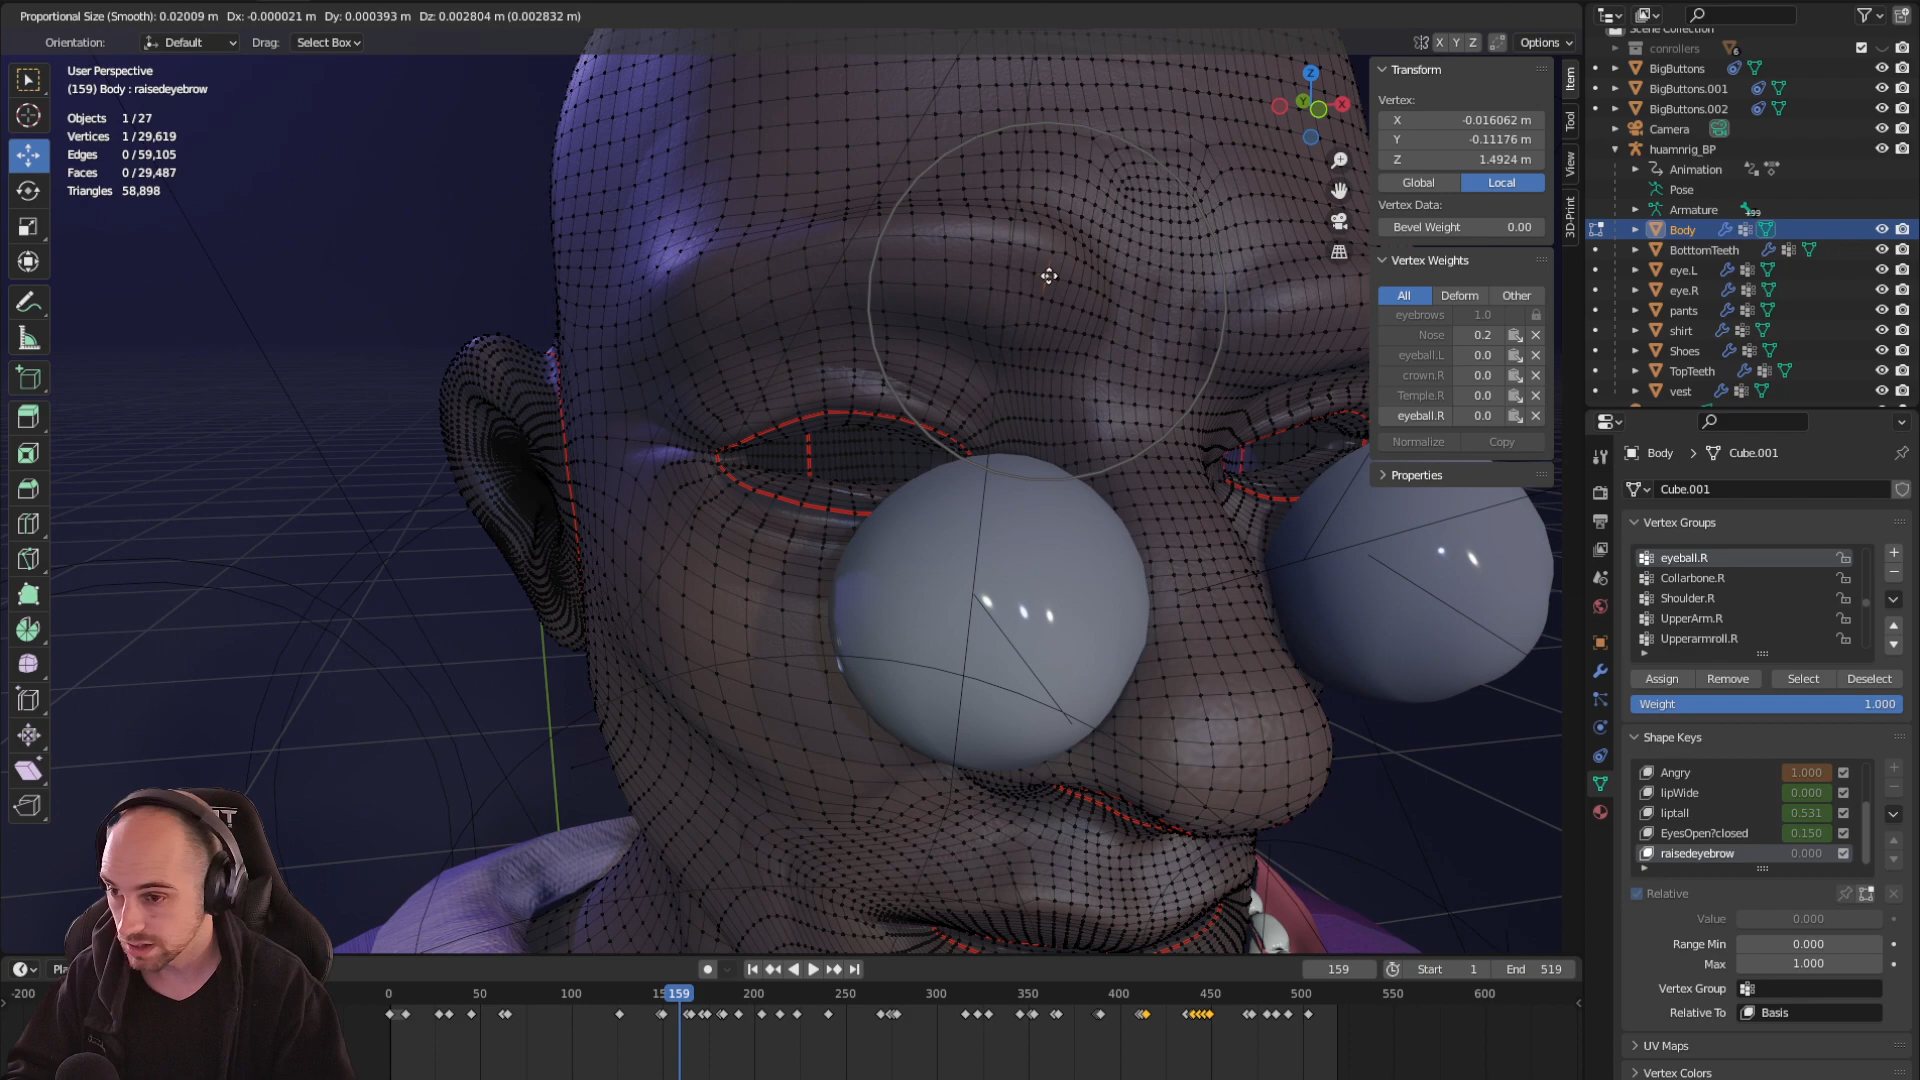 Proportional Size (Smooth): 0.02009 m  Dx: -0.000021 m  Dy: 0.000393 m  Dz: 0.002804 m (0.002832 m)
Orientation: Default Drag: Select Box
X Y Z Options
User Perspective
(159) Body : raisedeyebrow
Objects 1/27
Vertices 1/29,619
Edges 0/59,105
Faces 0/29,487
Triangles 58,898
Z
X
Y
Transform
Vertex:
X -0.016062 m
Y -0.11176 m
Z 1.4924 m
Global Local
Vertex Data:
Bevel Weight 0.00
Vertex Weights
All Deform Other
eyebrows 1.0
Nose 0.2
eyeball.L 0.0
crown.R 0.0
Temple.R 0.0
eyeball.R 0.0
Normalize Copy
Properties
Item
Tool
View
3D-Print
Scene Collection
conrollers 6
BigButtons
BigButtons.001
BigButtons.002
Camera
huamnrig_BP
Animation
Pose
Armature
Body
BotttomTeeth
eye.L
eye.R
pants
shirt
Shoes
TopTeeth
vest
Body > Cube.001
Cube.001
Vertex Groups
eyeball.R
Collarbone.R
Shoulder.R
UpperArm.R
Upperarmroll.R
Assign Remove Select Deselect
Weight 1.000
Shape Keys
Angry 1.000
lipWide 0.000
liptall 0.531
EyesOpen?closed 0.150
raisedeyebrow 0.000
Relative
Value 0.000
Range Min 0.000
Max 1.000
Vertex Group
Relative To Basis
UV Maps
Vertex Colors
159 Start 1 End 519
-200 0 50 100 159 200 250 300 350 400 450 500 550 600